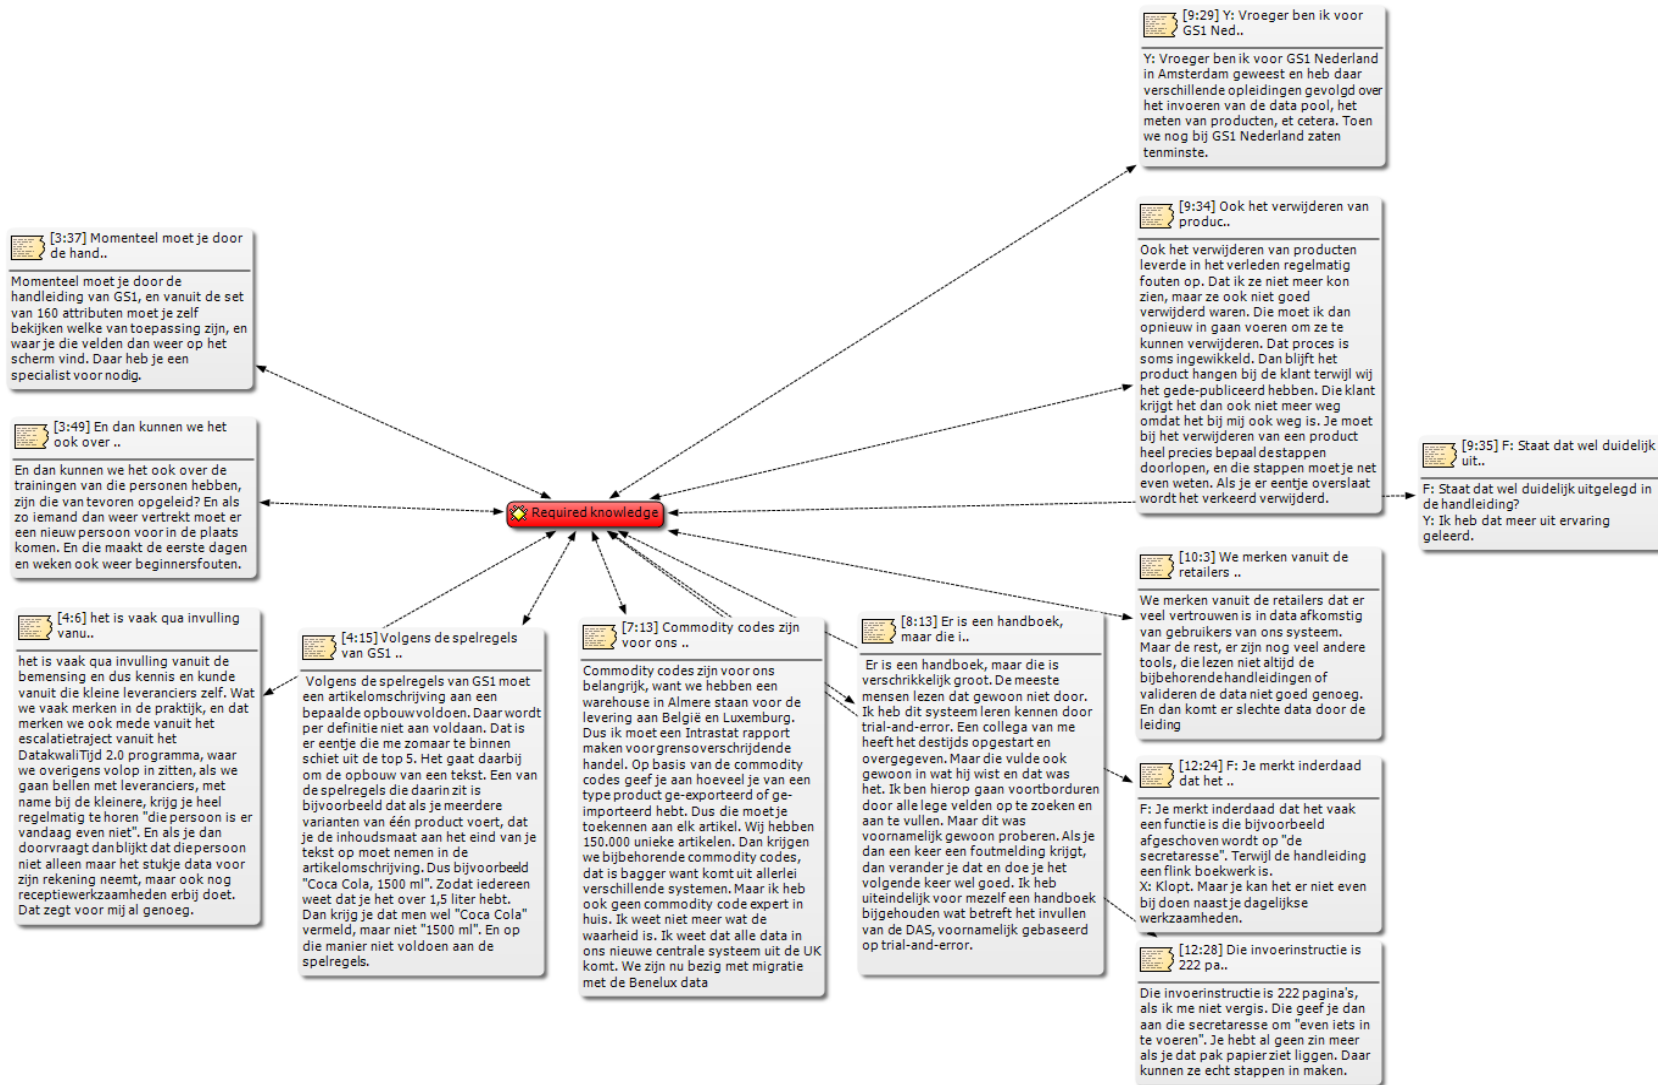 [9:29] Y: Vroeger ben ik voor
GS1 Ned..
Y: Vroeger ben ik voor GS1 Nederland
in Amsterdam geweest en heb daar
verschillende opleidingen gevolgd over
het invoeren van de data pool, het
meten van producten, et cetera. Toen
we nog bij GS1 Nederland zaten
tenminste.
[9:34] Ook het verwijderen van
produc..
Ook het verwijderen van producten
leverde in het verleden regelmatig
fouten op. Dat ik ze niet meer kon
zien, maar ze ook niet goed
verwijderd waren. Die moet ik dan
opnieuw in gaan voeren om ze te
kunnen verwijderen. Dat proces is
soms ingewikkeld. Dan blijft het
product hangen bij de klant terwijl wij
het gede-publiceerd hebben. Die klant
krijgt het dan ook niet meer weg
omdat het bij mij ook weg is. Je moet
bij het verwijderen van een product
heel precies bepaalde stappen
doorlopen, en die stappen moet je net
even weten. Als je er eentje overslaat
wordt het verkeerd verwijderd.
[3:37] Momenteel moet je door
de hand..
Momenteel moet je door de
handleiding van GS1, en vanuit de set
van 160 attributen moet je zelf
bekijken welke van toepassing zijn, en
waar je die velden dan weer op het
scherm vind. Daar heb je een
specialist voor nodig.
[3:49] En dan kunnen we het
ook over ..
En dan kunnen we het ook over de
trainingen van die personen hebben,
zijn die van tevoren opgeleid? En als
zo iemand dan weer vertrekt moet er
een nieuw persoon voor in de plaats
komen. En die maakt de eerste dagen
en weken ook weer beginnersfouten.
Required knowledge
[9:35] F: Staat dat wel duidelijk
uit..
F: Staat dat wel duidelijk uitgelegd in
de handleiding?
Y: Ik heb dat meer uit ervaring
geleerd.
[10:3] We merken vanuit de
retailers ..
We merken vanuit de retailers dat er
veel vertrouwen is in data afkomstig
van gebruikers van ons systeem.
Maar de rest, er zijn nog veel andere
tools, die lezen niet altijd de
bijbehorende handleidingen of
valideren de data niet goed genoeg.
En dan komt er slechte data door de
leiding
[4:6] het is vaak qua invulling
vanu..
het is vaak qua invulling vanuit de
bemensing en dus kennis en kunde
vanuit die kleine leveranciers zelf. Wat
we vaak merken in de praktijk, en dat
merken we ook mede vanuit het
escalatietraject vanuit het
DatakwaliTijd 2.0 programma, waar
we overigens volop in zitten, als we
gaan bellen met leveranciers, met
name bij de kleinere, krijg je heel
regelmatig te horen "die persoon is er
vandaag even niet". En als je dan
doorvraagt dan blijkt dat die persoon
niet alleen maar het stukje data voor
zijn rekening neemt, maar ook nog
receptiewerkzaamheden erbij doet.
Dat zegt voor mij al genoeg.
[4:15] Volgens de spelregels
van GS1 ..
Volgens de spelregels van GS1 moet
een artikelomschrijving aan een
bepaalde opbouw voldoen. Daar wordt
per definitie niet aan voldaan. Dat is
er eentje die me zomaar te binnen
schiet uit de top 5. Het gaat daarbij
om de opbouw van een tekst. Een van
de spelregels die daarin zit is
bijvoorbeeld dat als je meerdere
varianten van één product voert, dat
je de inhoudsmaat aan het eind van je
tekst op moet nemen in de
artikelomschrijving. Dus bijvoorbeeld
"Coca Cola, 1500 ml". Zodat iedereen
weet dat je het over 1,5 liter hebt.
Dan krijg je dat men wel "Coca Cola"
vermeld, maar niet "1500 ml". En op
die manier niet voldoen aan de
spelregels.
[7:13] Commodity codes zijn
voor ons ..
Commodity codes zijn voor ons
belangrijk, want we hebben een
warehouse in Almere staan voor de
levering aan België en Luxemburg.
Dus ik moet een Intrastat rapport
maken voor grensoverschrijdende
handel. Op basis van de commodity
codes geef je aan hoeveel je van een
type product ge-exporteerd of ge-
importeerd hebt. Dus die moet je
toekennen aan elk artikel. Wij hebben
150.000 unieke artikelen. Dan krijgen
we bijbehorende commodity codes,
dat is bagger want komt uit allerlei
verschillende systemen. Maar ik heb
ook geen commodity code expert in
huis. Ik weet niet meer wat de
waarheid is. Ik weet dat alle data in
ons nieuwe centrale systeem uit de UK
komt. We zijn nu bezig met migratie
met de Benelux data
[8:13] Er is een handboek,
maar die i..
Er is een handboek, maar die is
verschrikkelijk groot. De meeste
mensen lezen dat gewoon niet door.
Ik heb dit systeem leren kennen door
trial-and-error. Een collega van me
heeft het destijds opgestart en
overgegeven. Maar die vulde ook
gewoon in wat hij wist en dat was
het. Ik ben hierop gaan voortborduren
door alle lege velden op te zoeken en
aan te vullen. Maar dit was
voornamelijk gewoon proberen. Als je
dan een keer een foutmelding krijgt,
dan verander je dat en doe je het
volgende keer wel goed. Ik heb
uiteindelijk voor mezelf een handboek
bijgehouden wat betreft het invullen
van de DAS, voornamelijk gebaseerd
op trial-and-error.
[12:24] F: Je merkt inderdaad
dat het ..
F: Je merkt inderdaad dat het vaak
een functie is die bijvoorbeeld
afgeschoven wordt op "de
secretaresse". Terwijl de handleiding
een flink boekwerk is.
X: Klopt. Maar je kan het er niet even
bij doen naast je dagelijkse
werkzaamheden.
[12:28] Die invoerinstructie is
222 pa..
Die invoerinstructie is 222 pagina's,
als ik me niet vergis. Die geef je dan
aan die secretaresse om "even iets in
te voeren". Je hebt al geen zin meer
als je dat pak papier ziet liggen. Daar
kunnen ze echt stappen in maken.